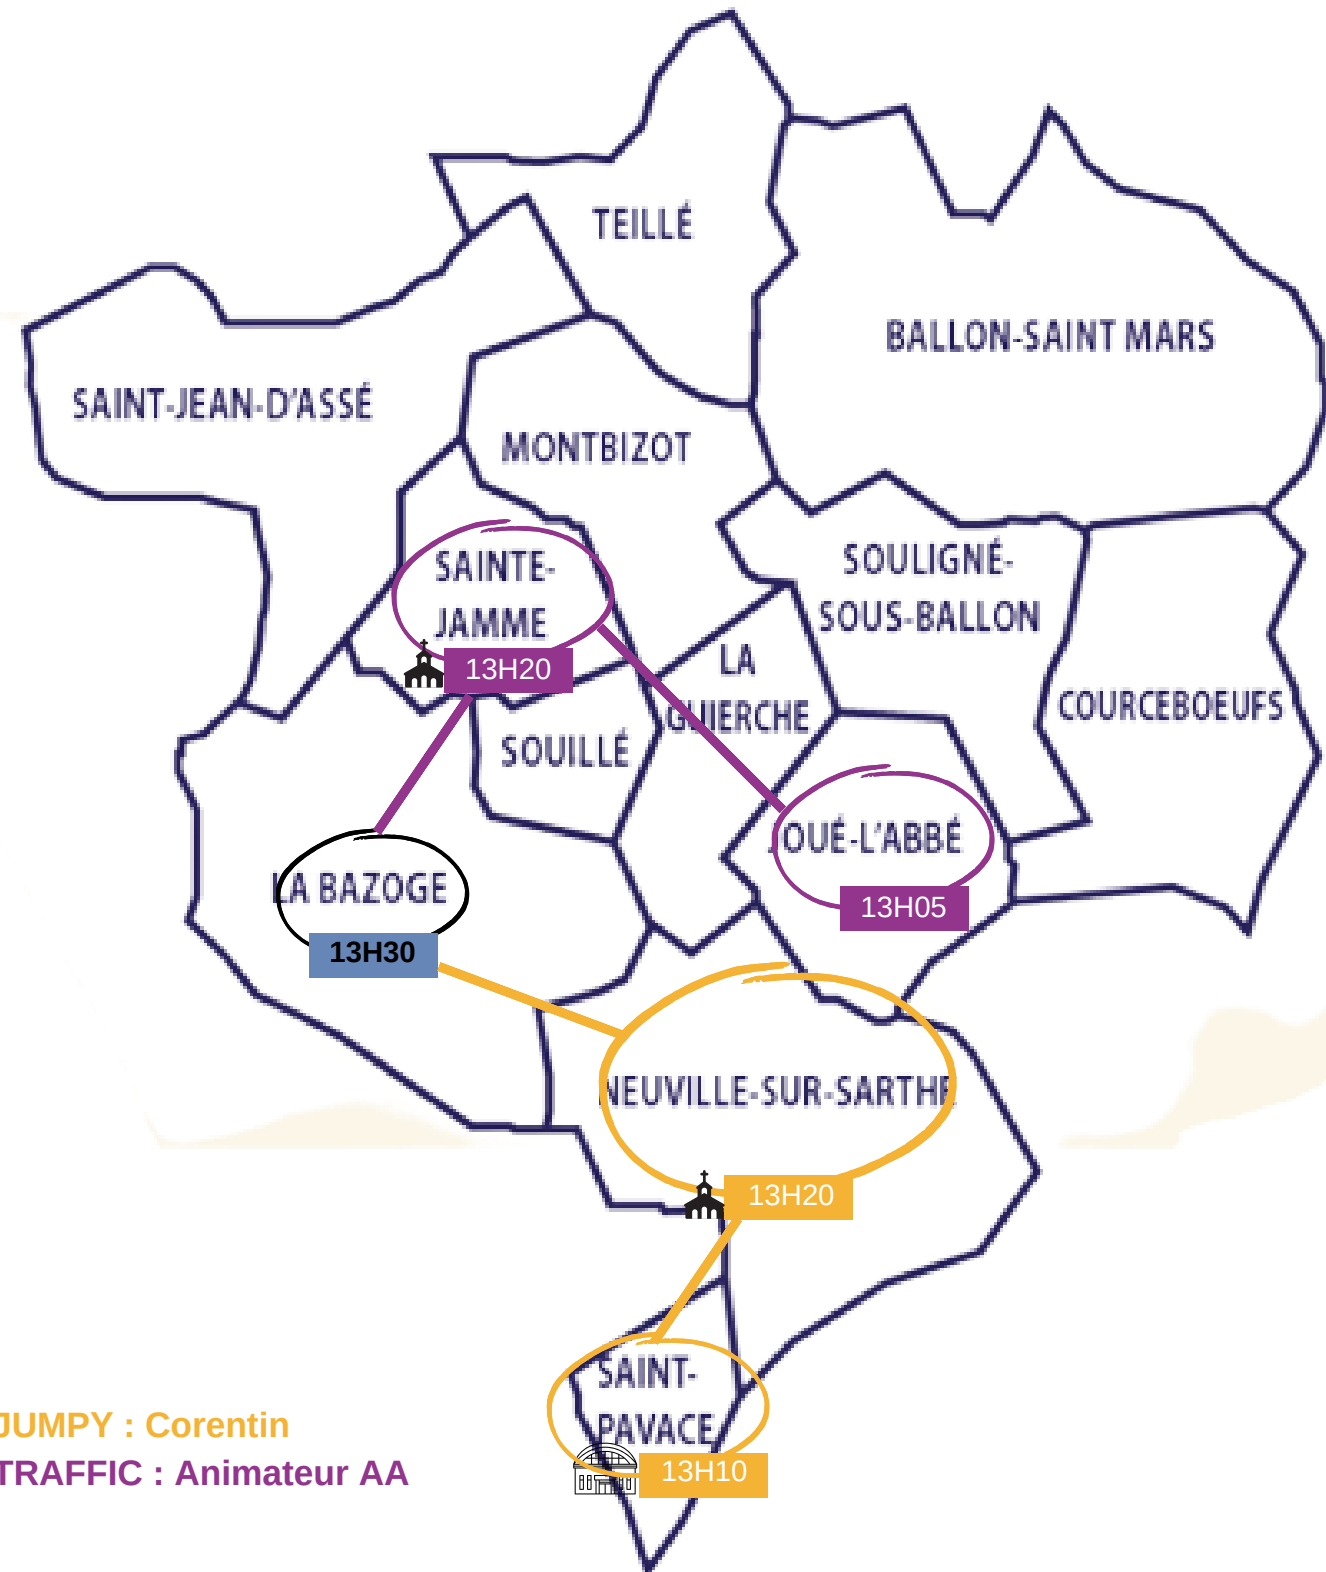 TEILLÉ
BALLON-SAINT MARS
SAINT-JEAN-D'ASSÉ
MONTBIZOT
SAINTE-
JAMME
13H20
SOULIGNÉ-
SOUS-BALLON
LA
GUIERCHE
COURCEBOEUFS
SOUILLÉ
JOUÉ-L'ABBÉ
13H05
LA BAZOGE
13H30
NEUVILLE-SUR-SARTHE
13H20
SAINT-
PAVACE
13H10
JUMPY : Corentin
TRAFFIC : Animateur AA